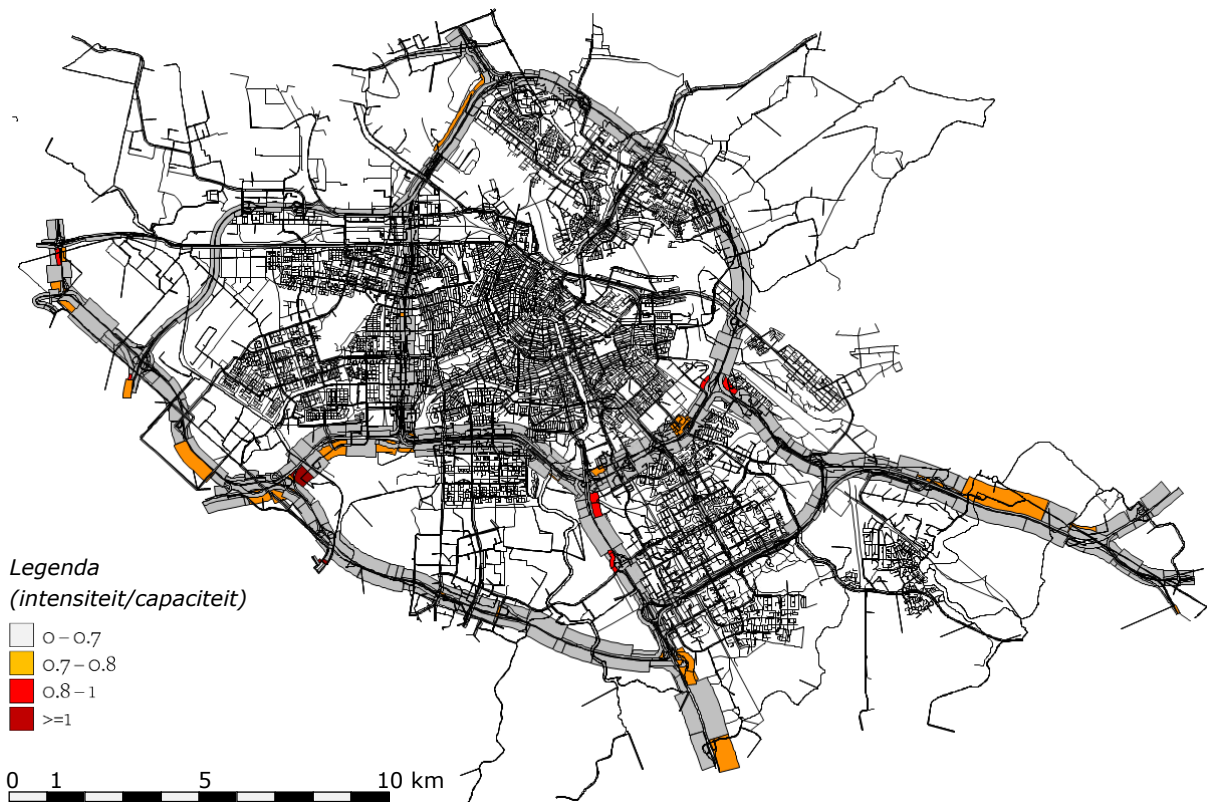 Legenda
(intensiteit/capaciteit)
0 – 0.7
0.7 – 0.8
0.8 – 1
>=1
0 1 5 10 km